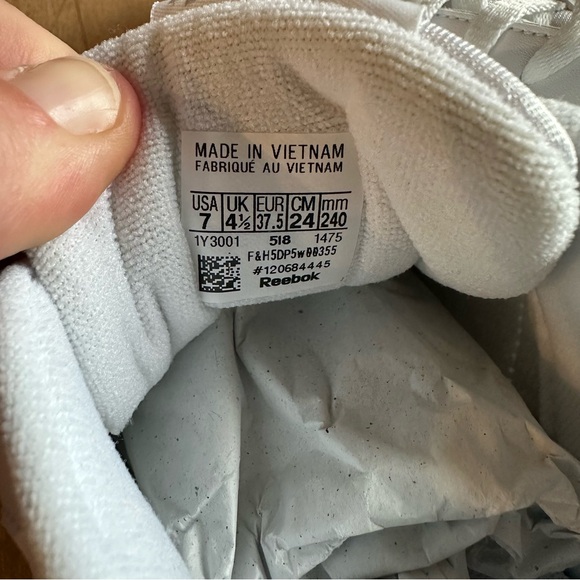 MADE IN VIETNAM
FABRIQUÉ AU VIETNAM
USA UK EUR CM mm
7 4½ 37.5 24 240
1Y3001 518 1475
F&H5DP5w00355
#120684445
Reebok